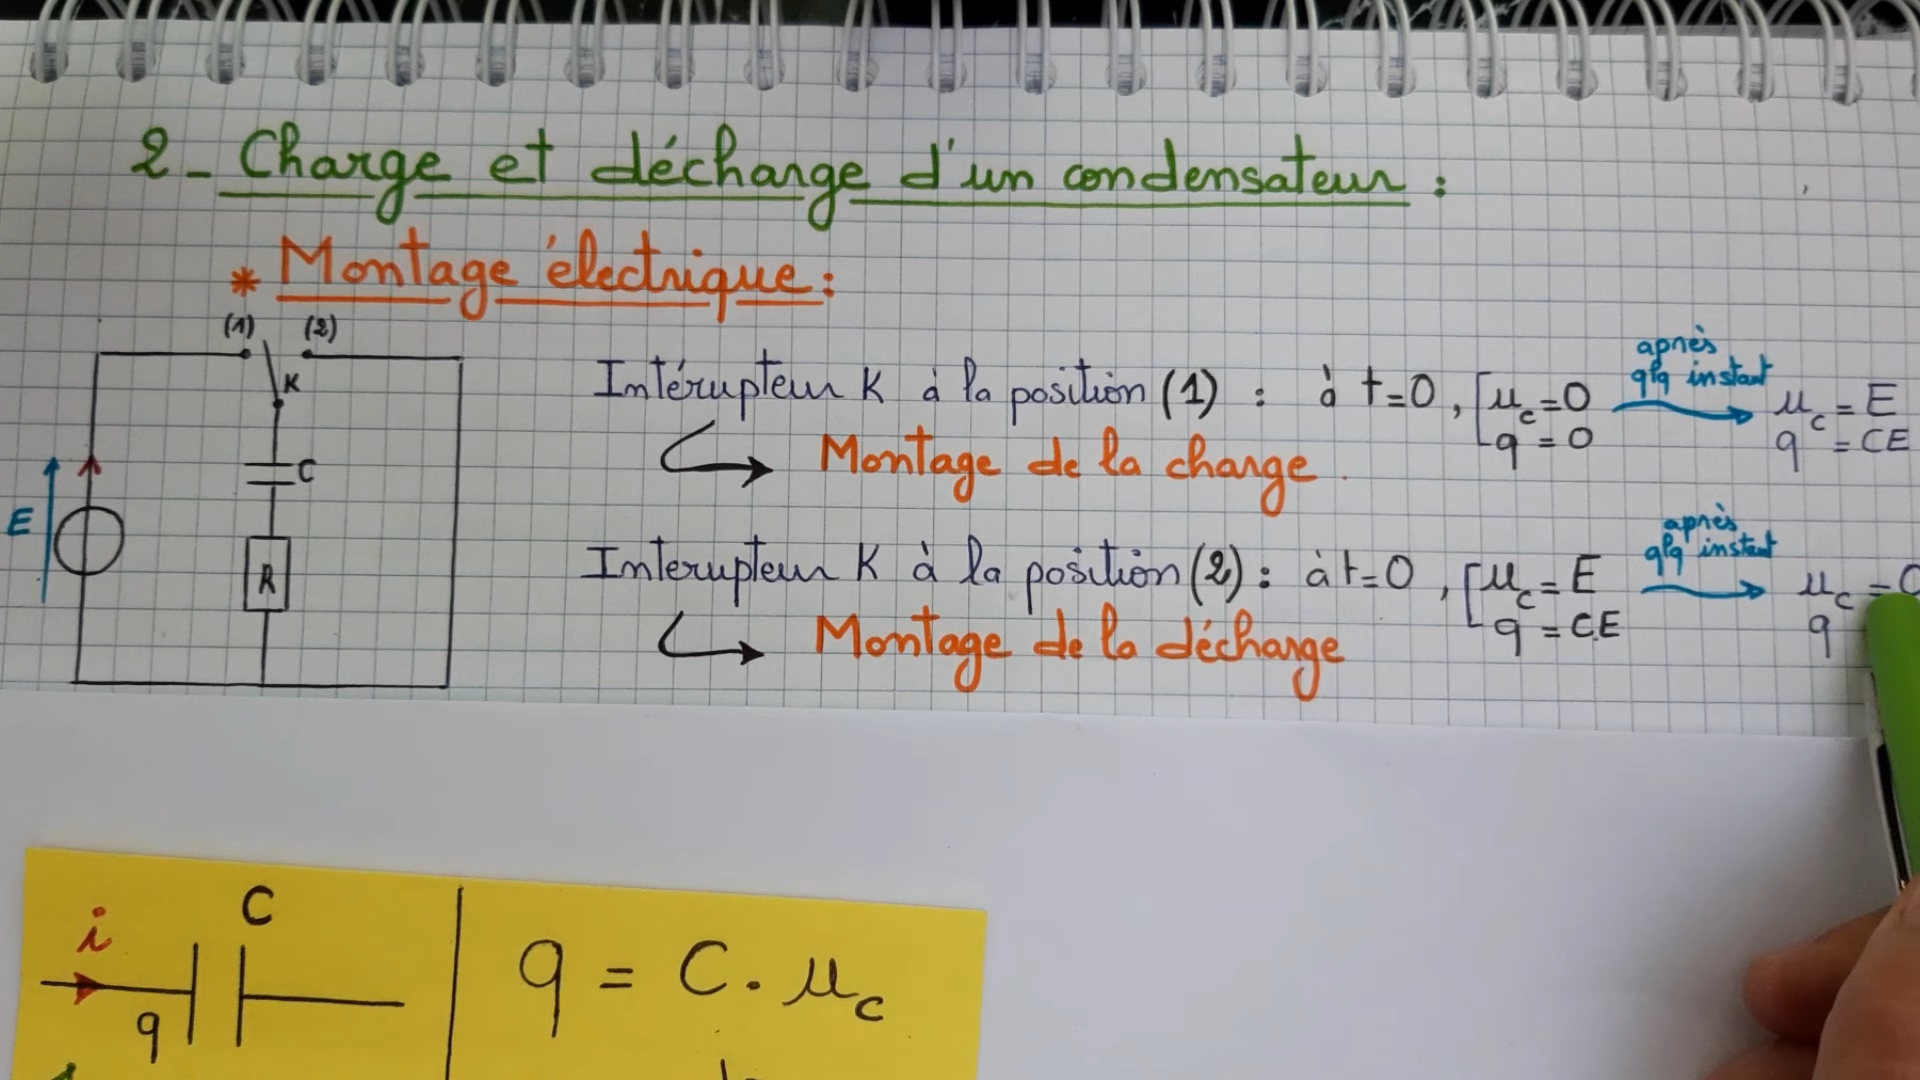 2- Charge et décharge d'un condensateur :
* Montage électrique :
(1) (2)
K
C
E
R
Intérupteur K à la position (1) : à t=0, [u_c=0
q=0
après
qlq instant
u_c = E
q = CE
Montage de la charge.
Interupteur K à la position (2) : à t=0, [u_c = E
q = C.E
après
qlq instant
u_c = 0
q
Montage de la décharge
C
i
q
q = C . u_c